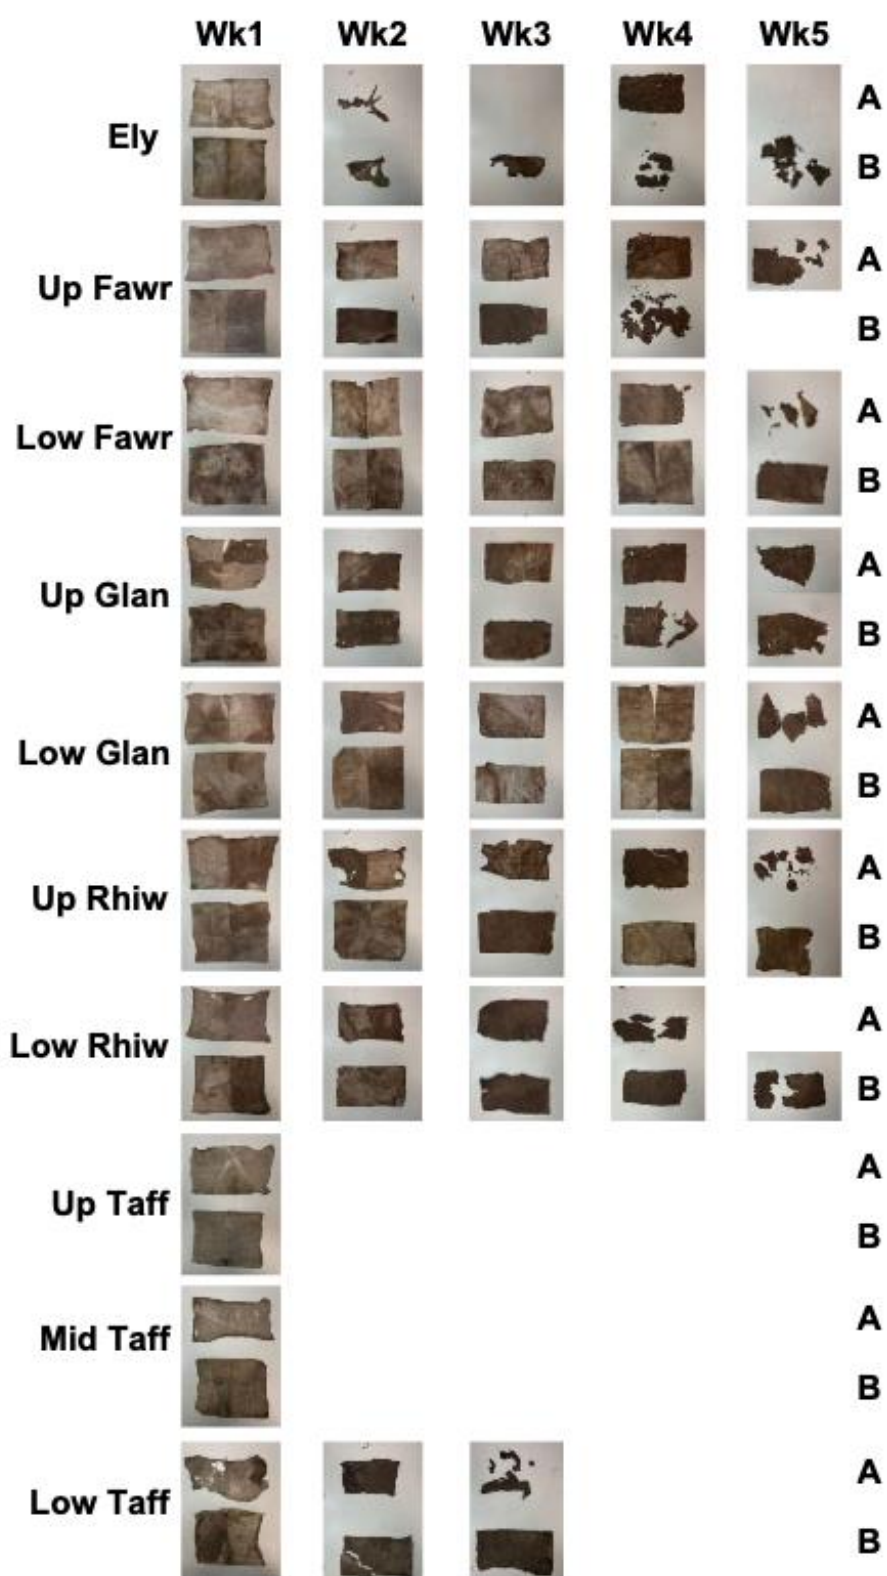 Wk1 Wk2 Wk3 Wk4 Wk5
A
Ely
B
A
Up Fawr
B
A
Low Fawr
B
A
Up Glan
B
A
Low Glan
B
A
Up Rhiw
B
A
Low Rhiw
B
A
Up Taff
B
A
Mid Taff
B
A
Low Taff
B